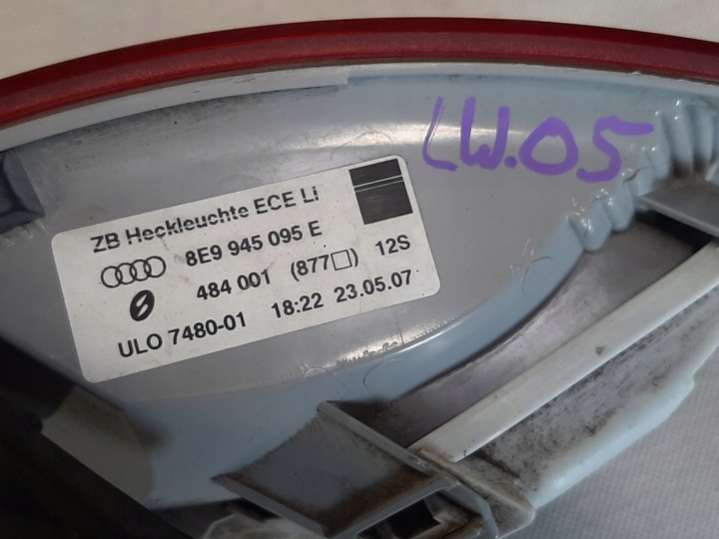 LW.05
ZB Heckleuchte ECE Li
8E9 945 095 E
484 001 (877□) 12S
ULO 7480-01 18:22 23.05.07